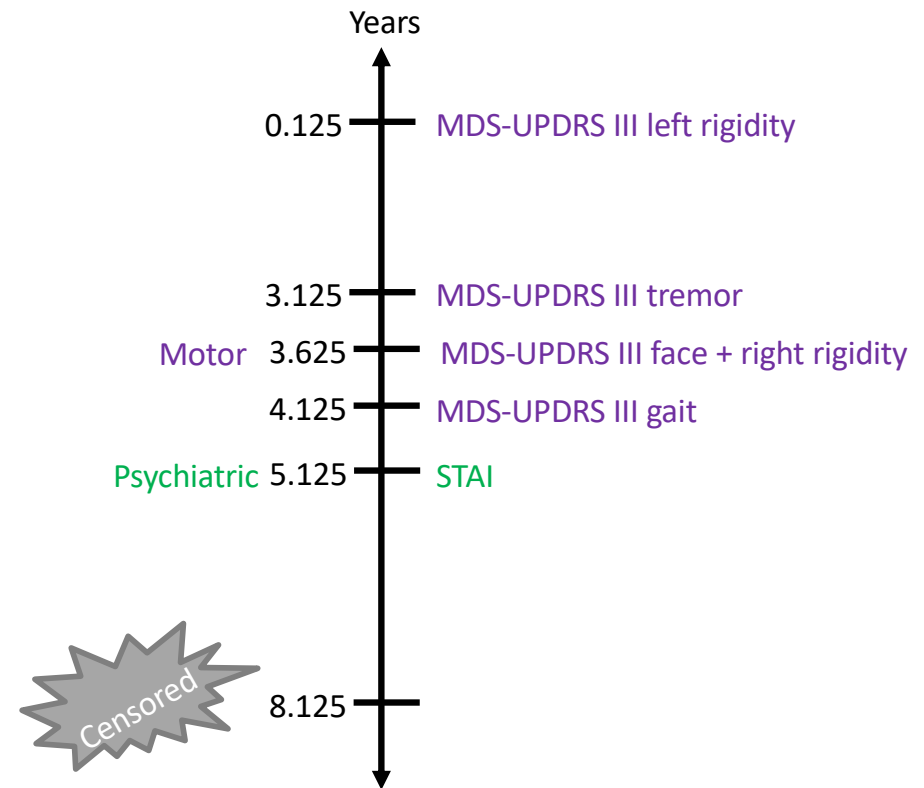 Years
0.125 MDS-UPDRS III left rigidity
3.125 MDS-UPDRS III tremor
Motor 3.625 MDS-UPDRS III face + right rigidity
4.125 MDS-UPDRS III gait
Psychiatric 5.125 STAI
Censored 8.125